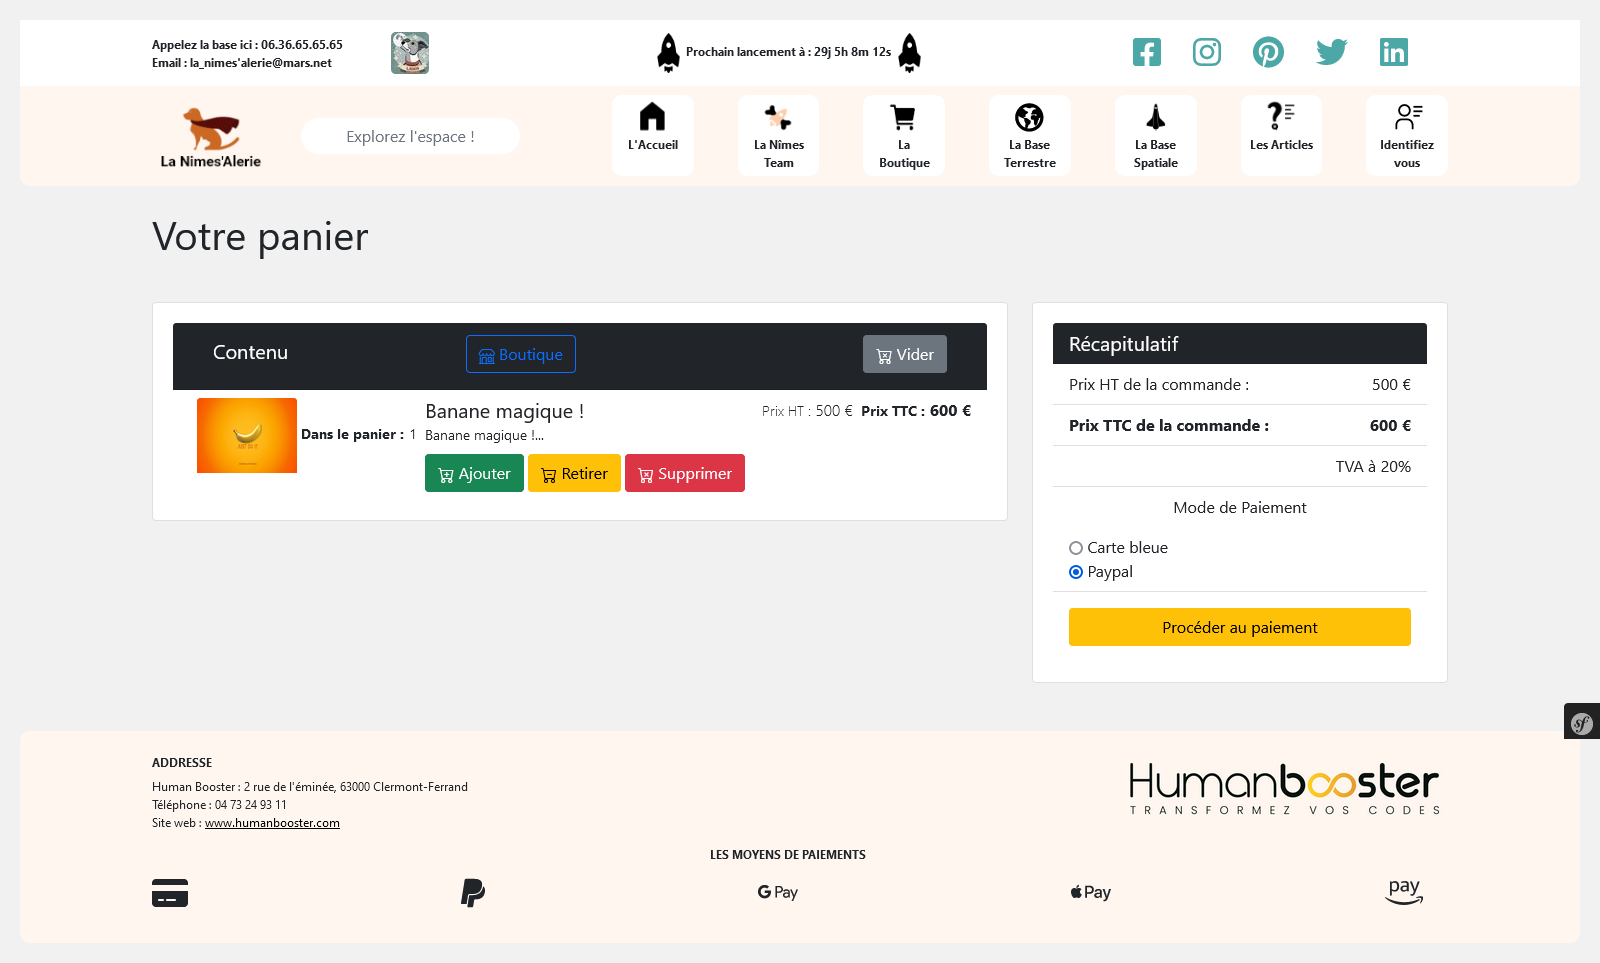 Appelez la base ici : 06.36.65.65.65
Email : la_nimes'alerie@mars.net
Prochain lancement à : 29j 5h 8m 12s
La Nimes'Alerie
Explorez l'espace !
L'Accueil
La Nîmes
Team
La
Boutique
La Base
Terrestre
La Base
Spatiale
Les Articles
Identifiez
vous
Votre panier
Contenu
Boutique
Vider
Banane magique !
Prix HT : 500 € Prix TTC : 600 €
Dans le panier : 1
Banane magique !...
Ajouter
Retirer
Supprimer
Récapitulatif
Prix HT de la commande : 500 €
Prix TTC de la commande : 600 €
TVA à 20%
Mode de Paiement
Carte bleue
Paypal
Procéder au paiement
sf
ADDRESSE
Human Booster : 2 rue de l'éminée, 63000 Clermont-Ferrand
Téléphone : 04 73 24 93 11
Site web : www.humanbooster.com
Humanbooster
TRANSFORMEZ VOS CODES
LES MOYENS DE PAIEMENTS
G Pay
Pay
pay